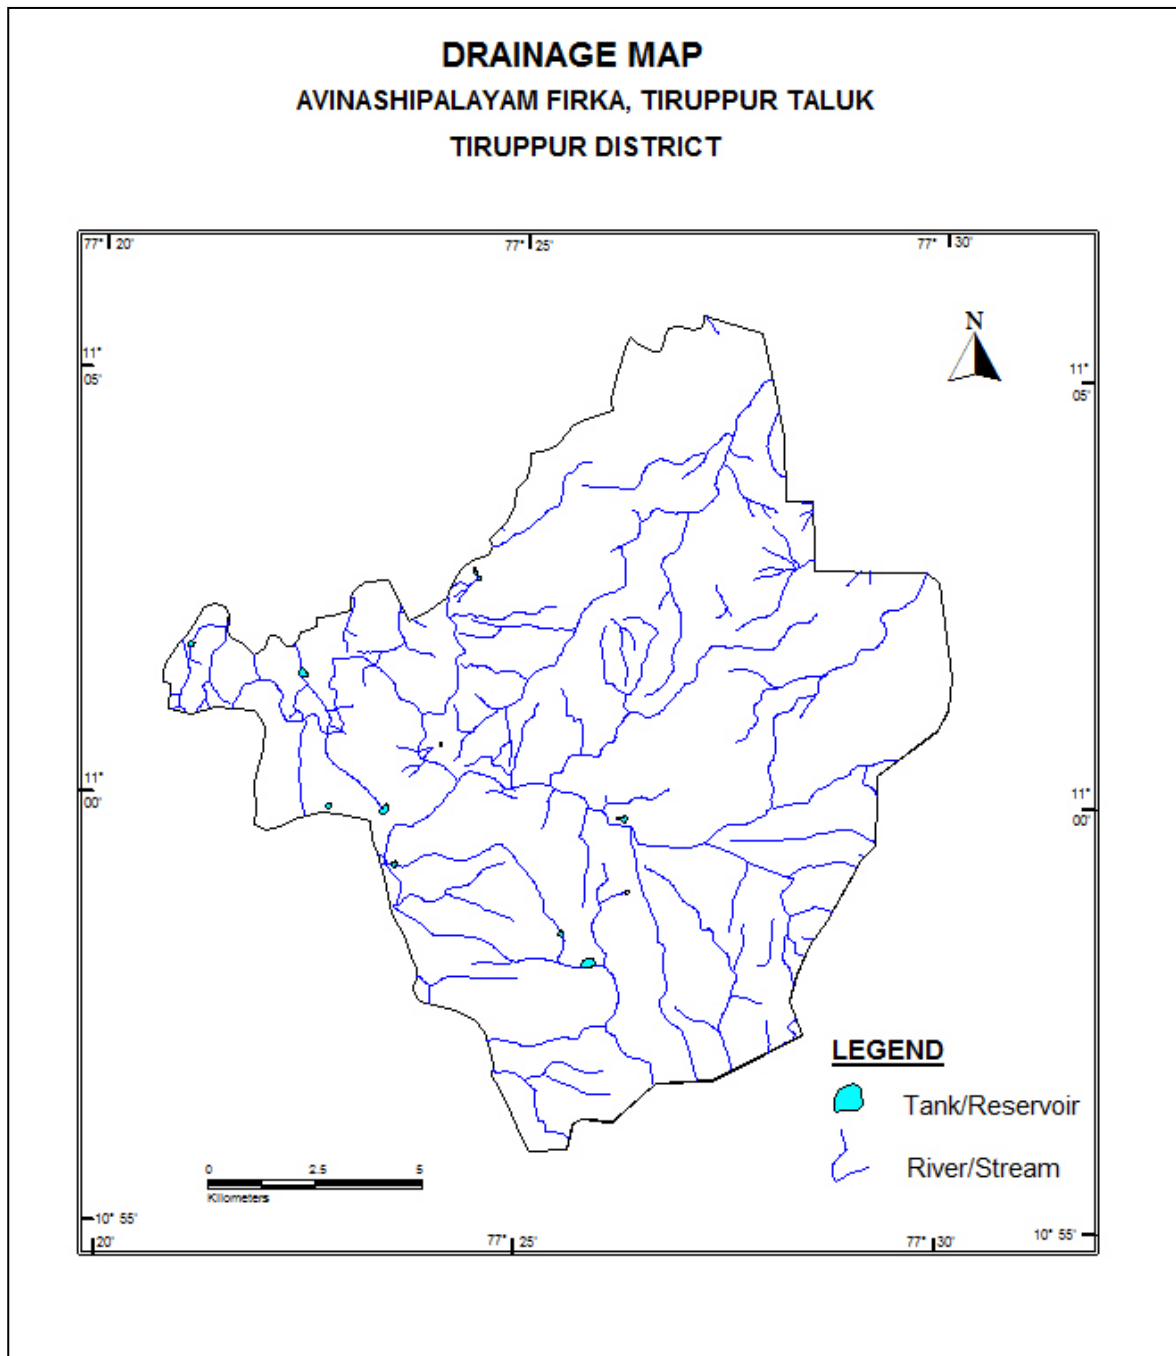 DRAINAGE MAP
AVINASHIPALAYAM FIRKA, TIRUPPUR TALUK
TIRUPPUR DISTRICT
77° 20'
77° 25'
77° 30'
N
11°
05'
11°
05'
11°
00'
11°
00'
LEGEND
Tank/Reservoir
River/Stream
0 2.5 5
Kilometers
10° 55'
10° 55'
20'
77° 25'
77° 30'